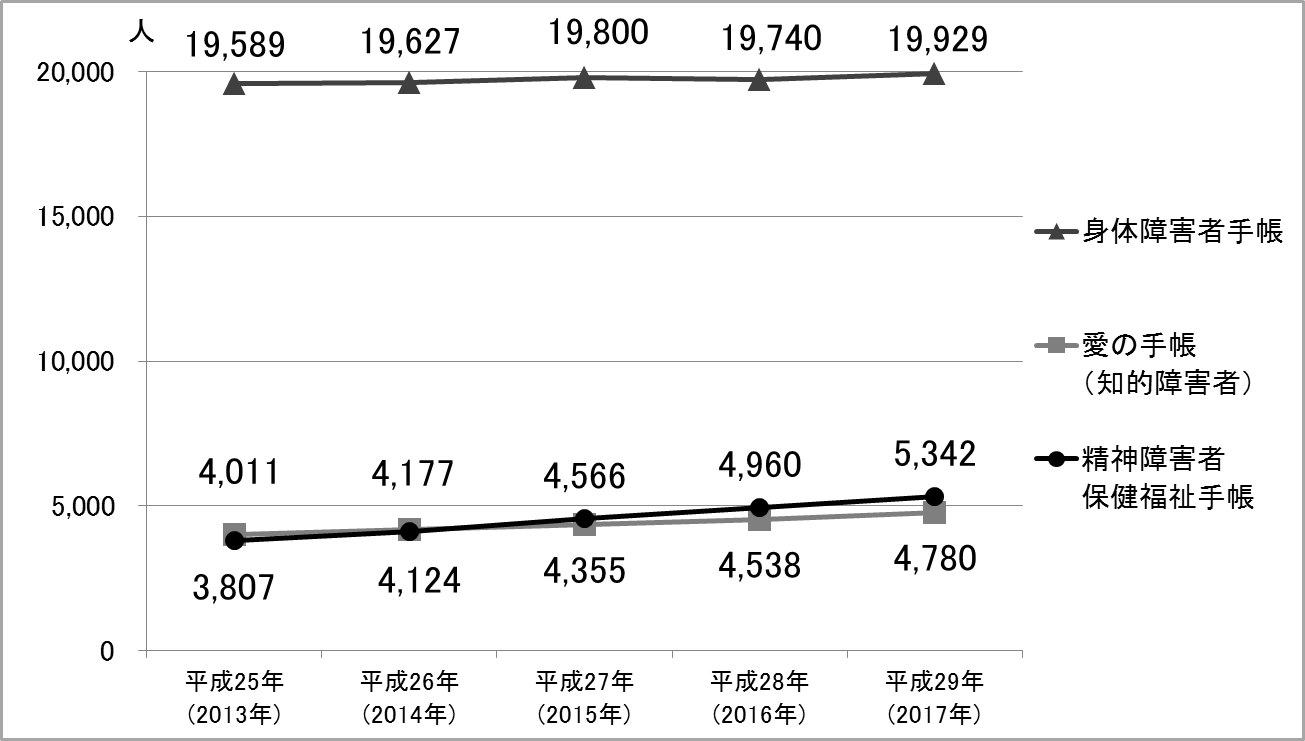 人
19,589 19,627 19,800 19,740 19,929
20,000
15,000
身体障害者手帳
10,000
愛の手帳
（知的障害者）
4,011 4,177 4,566 4,960 5,342
精神障害者
保健福祉手帳
5,000
3,807 4,124 4,355 4,538 4,780
0
平成25年 平成26年 平成27年 平成28年 平成29年
（2013年） （2014年） （2015年） （2016年） （2017年）